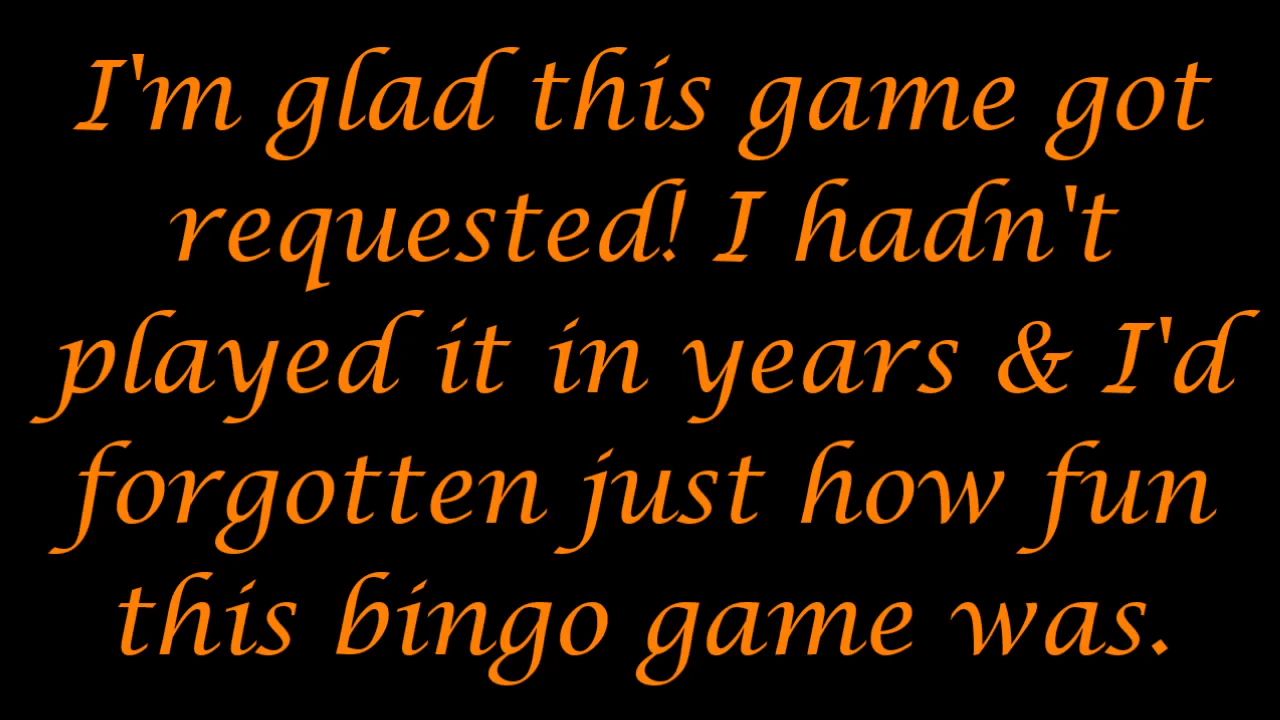 I'm glad this game got
requested! I hadn't
played it in years & I'd
forgotten just how fun
this bingo game was.